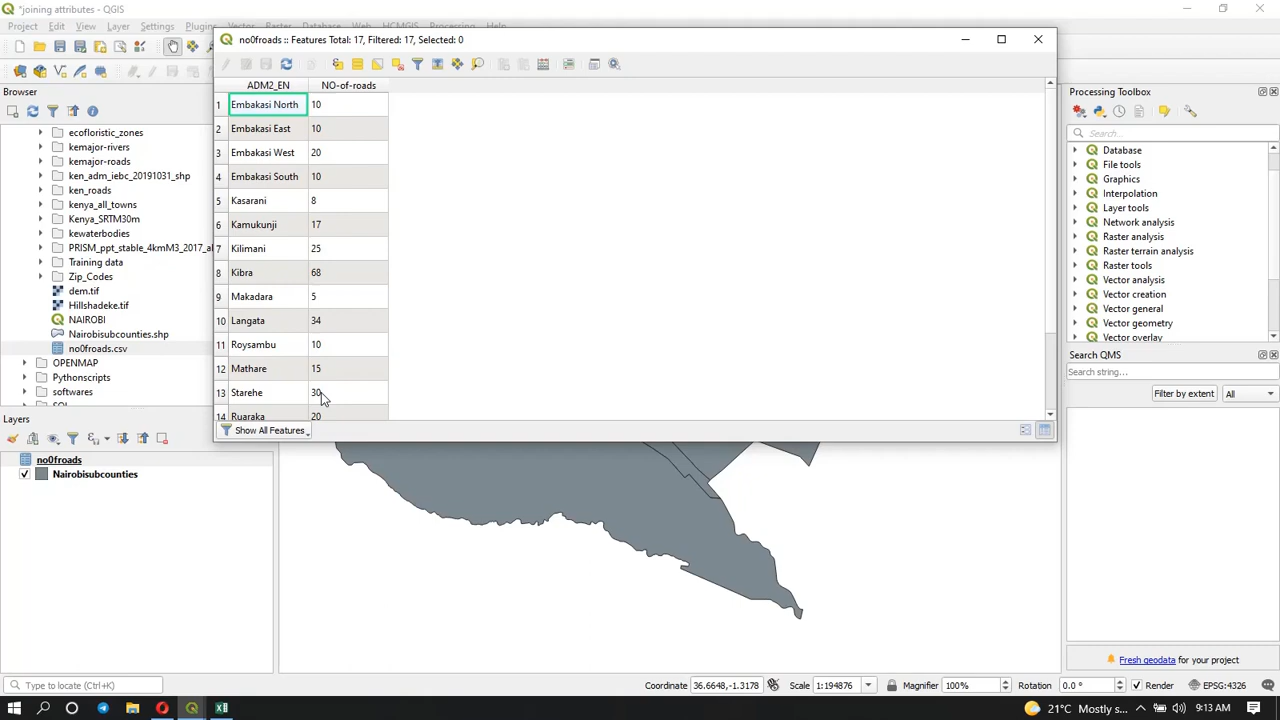 *joining attributes - QGIS
Project Edit View Layer Settings Plugins Vector Raster Database Web HCMGIS Processing Help
no0froads :: Features Total: 17, Filtered: 17, Selected: 0
ADM2_EN NO-of-roads
1 Embakasi North 10
2 Embakasi East 10
3 Embakasi West 20
4 Embakasi South 10
5 Kasarani 8
6 Kamukunji 17
7 Kilimani 25
8 Kibra 68
9 Makadara 5
10 Langata 34
11 Roysambu 10
12 Mathare 15
13 Starehe 30
14 Ruaraka 20
Show All Features
Browser
ecofloristic_zones
kemajor-rivers
kemajor-roads
ken_adm_iebc_20191031_shp
ken_roads
kenya_all_towns
Kenya_SRTM30m
kewaterbodies
PRISM_ppt_stable_4kmM3_2017_al
Training data
Zip_Codes
dem.tif
Hillshadeke.tif
NAIROBI
Nairobisubcounties.shp
no0froads.csv
OPENMAP
Pythonscripts
softwares
Layers
no0froads
Nairobisubcounties
Processing Toolbox
Search...
Database
File tools
Graphics
Interpolation
Layer tools
Network analysis
Raster analysis
Raster terrain analysis
Raster tools
Vector analysis
Vector creation
Vector general
Vector geometry
Vector overlay
Search QMS
Search string...
Filter by extent All
Fresh geodata for your project
Type to locate (Ctrl+K)
Coordinate 36.6648,-1.3178 Scale 1:194876 Magnifier 100% Rotation 0.0 ° Render EPSG:4326
21°C Mostly s... 9:13 AM